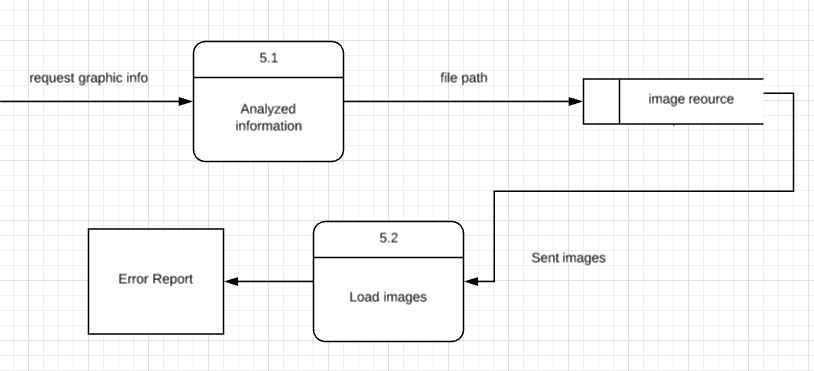 5.1
request graphic info
file path
Analyzed
information
image reource
5.2
Sent images
Error Report
Load images